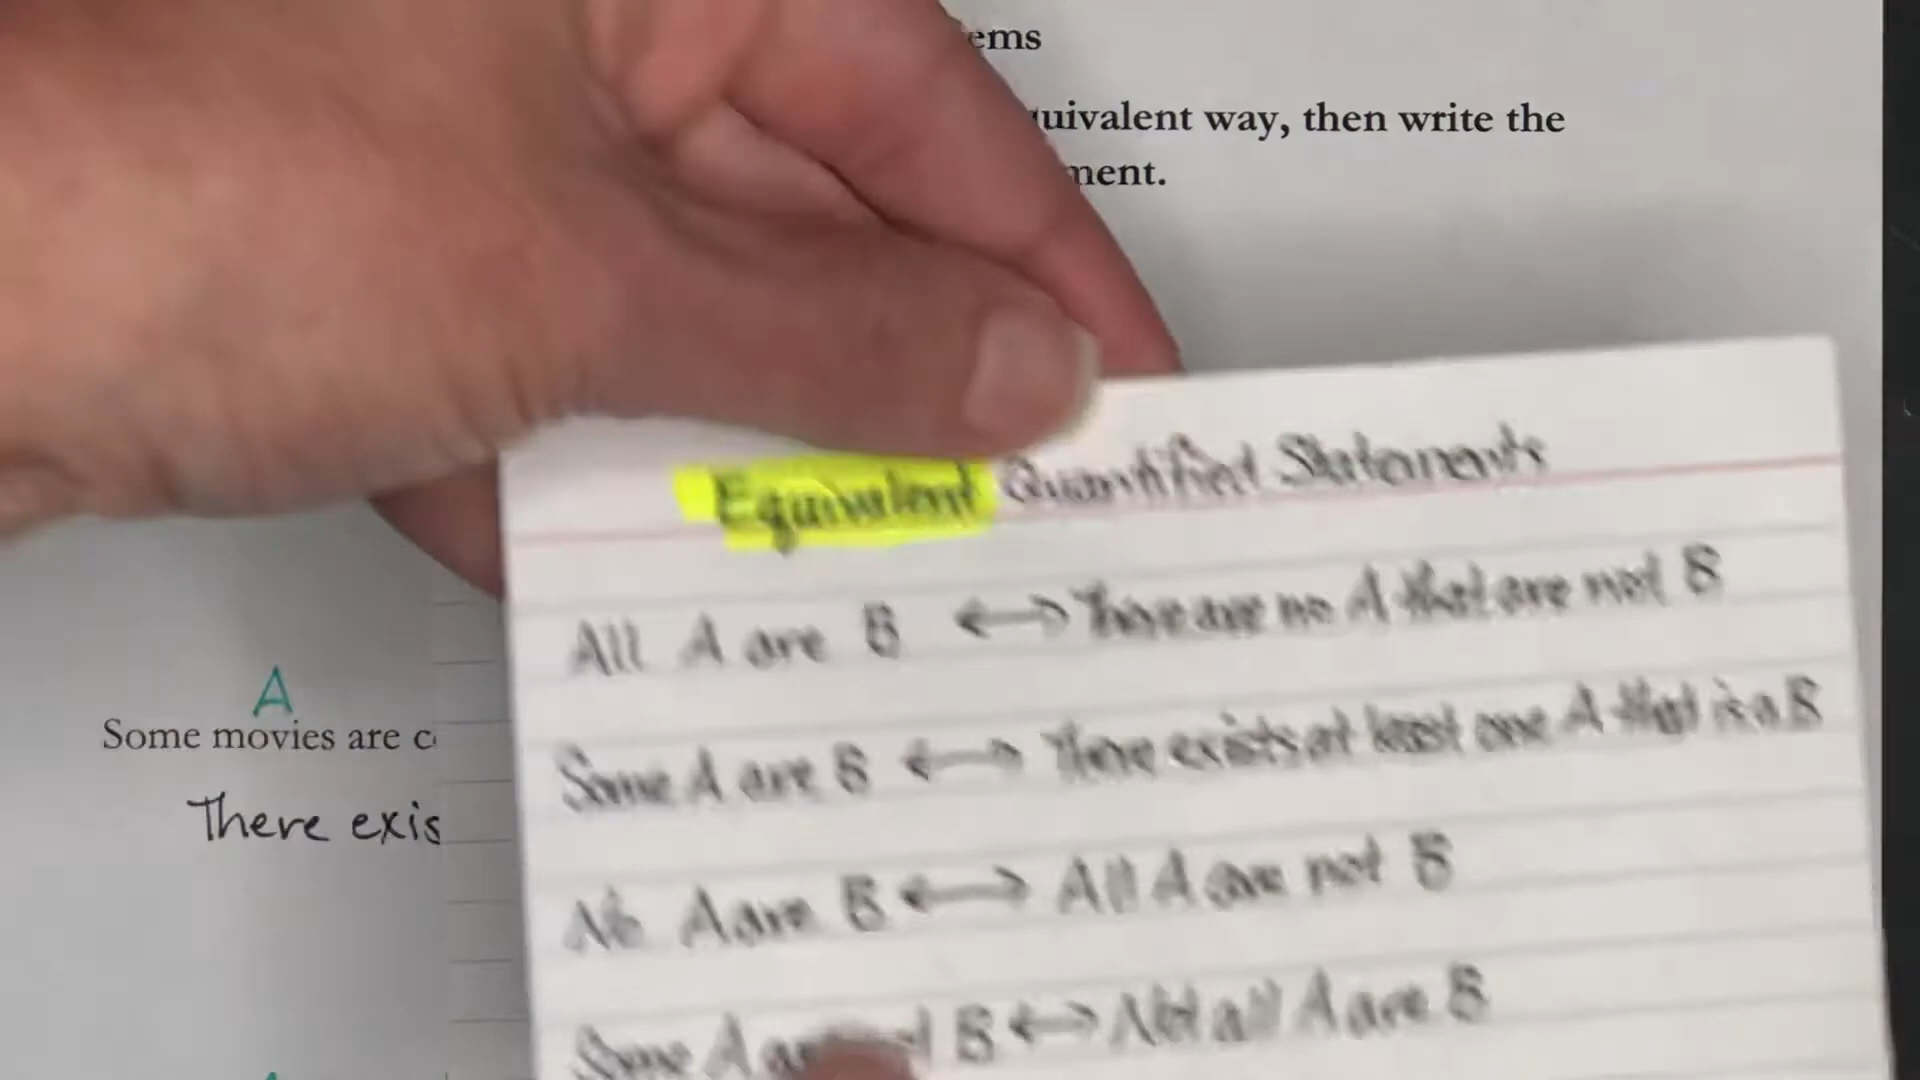 ems
uivalent way, then write the
ment.
Equivalent Quantified Statements
All A are B ↔ There are no A that are not B
Some A are B ↔ There exists at least one A that is a B
No A are B ↔ All A are not B
Some A B ↔ Not all A are B
A
Some movies are c
There exis